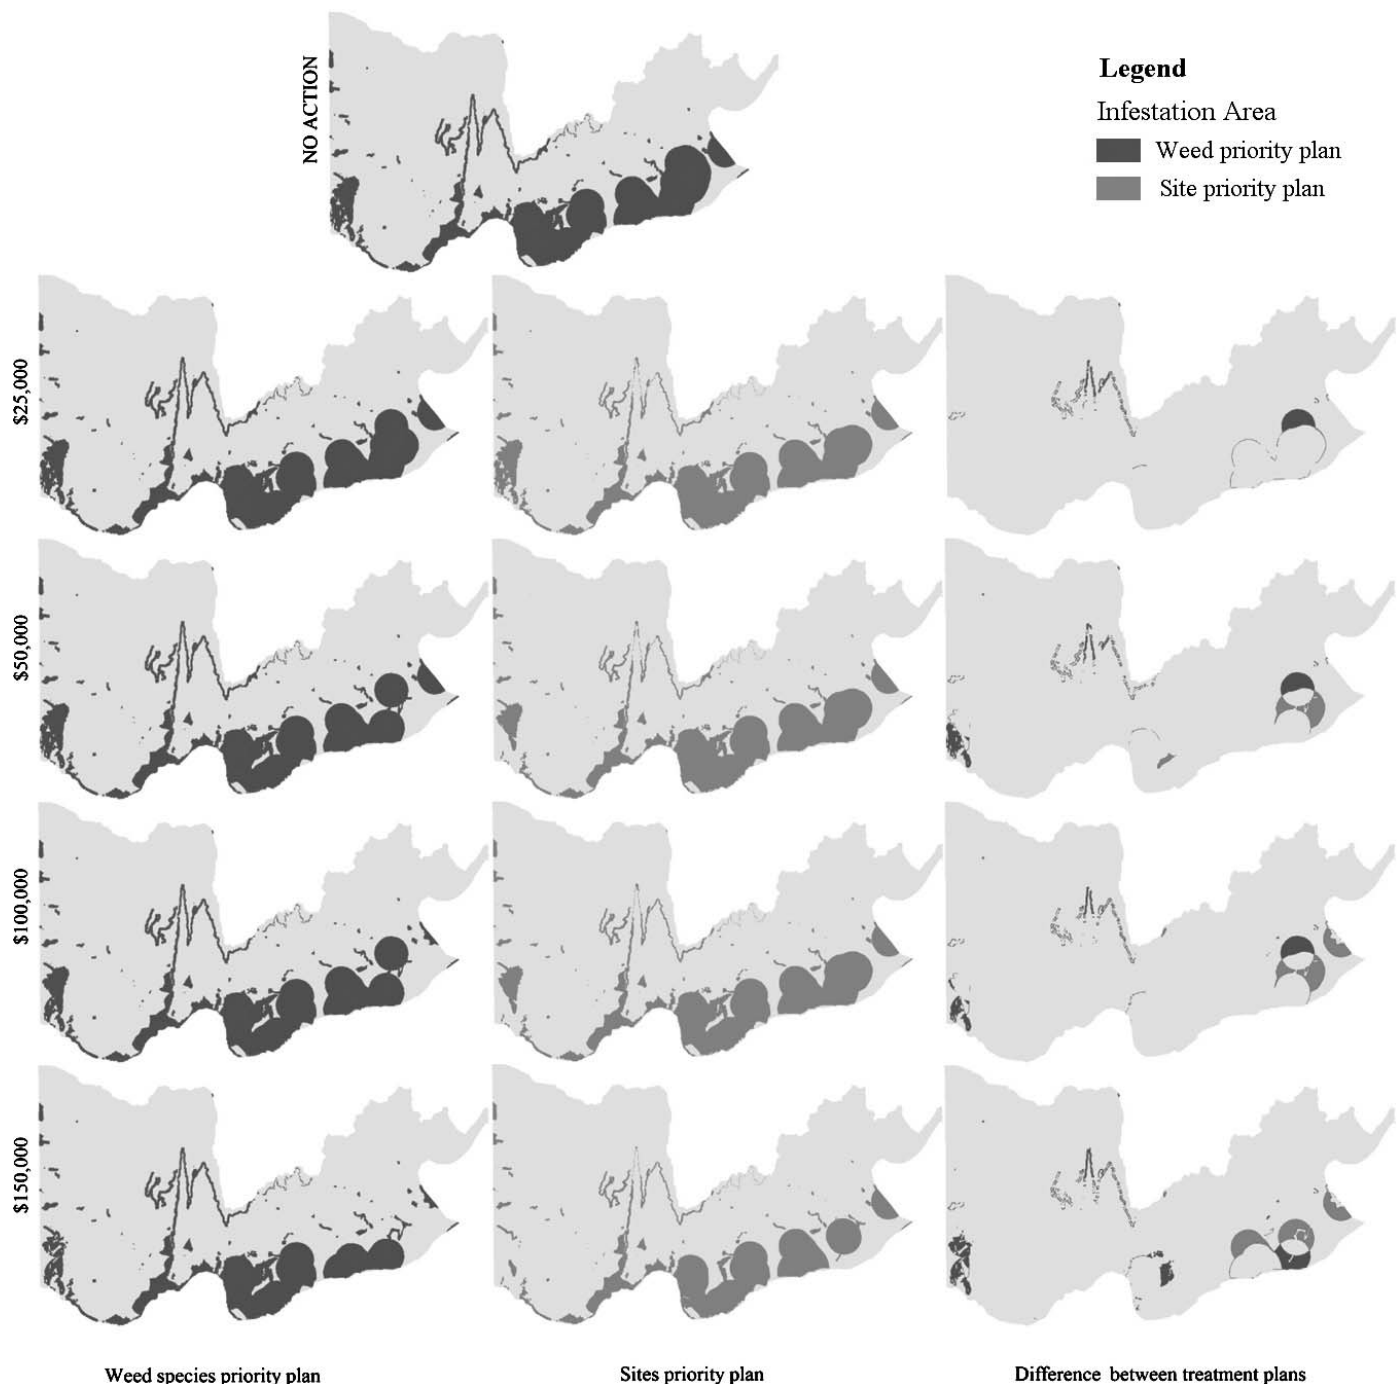 NO ACTION
Legend
Infestation Area
Weed priority plan
Site priority plan
$25,000
$50,000
$100,000
$150,000
Weed species priority plan
Sites priority plan
Difference between treatment plans